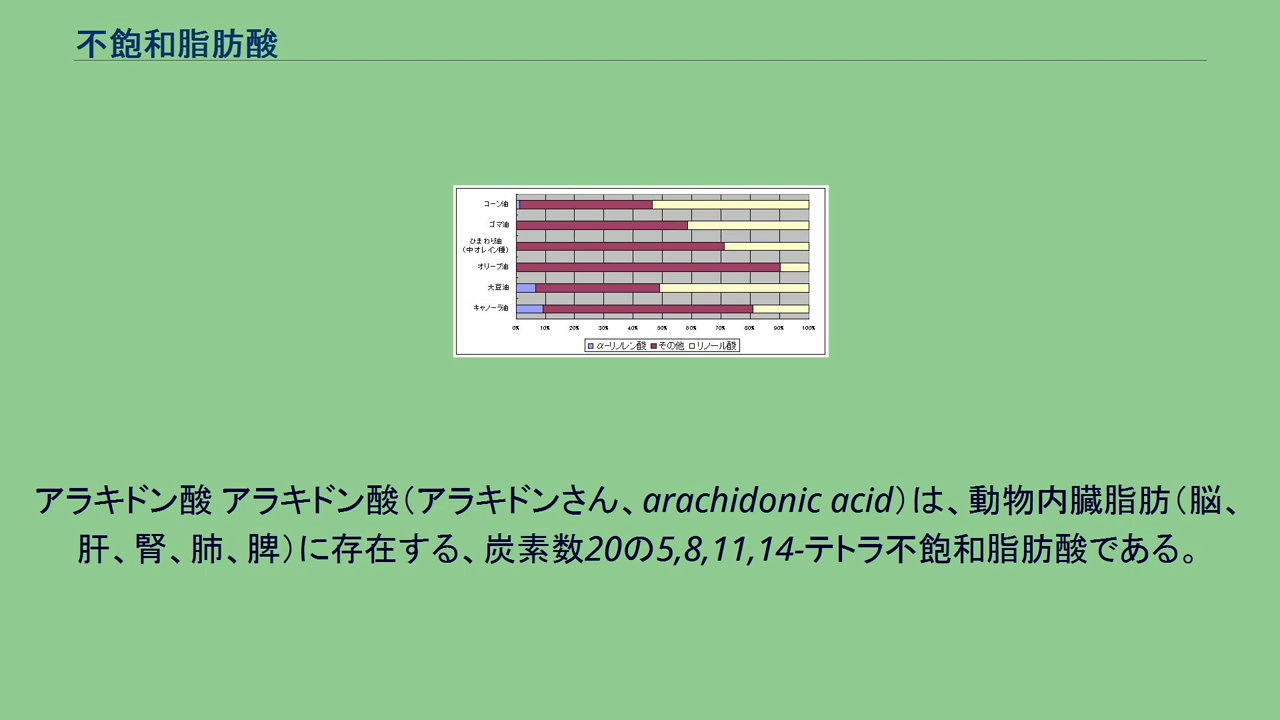 不飽和脂肪酸
コーン油
ゴマ油
ひまわり油
(中オレイン種)
オリーブ油
大豆油
キャノーラ油
0% 10% 20% 30% 40% 50% 60% 70% 80% 90% 100%
α-リノレン酸 その他 リノール酸
アラキドン酸 アラキドン酸（アラキドンさん、arachidonic acid）は、動物内臓脂肪（脳、
肝、腎、肺、脾）に存在する、炭素数20の5,8,11,14-テトラ不飽和脂肪酸である。